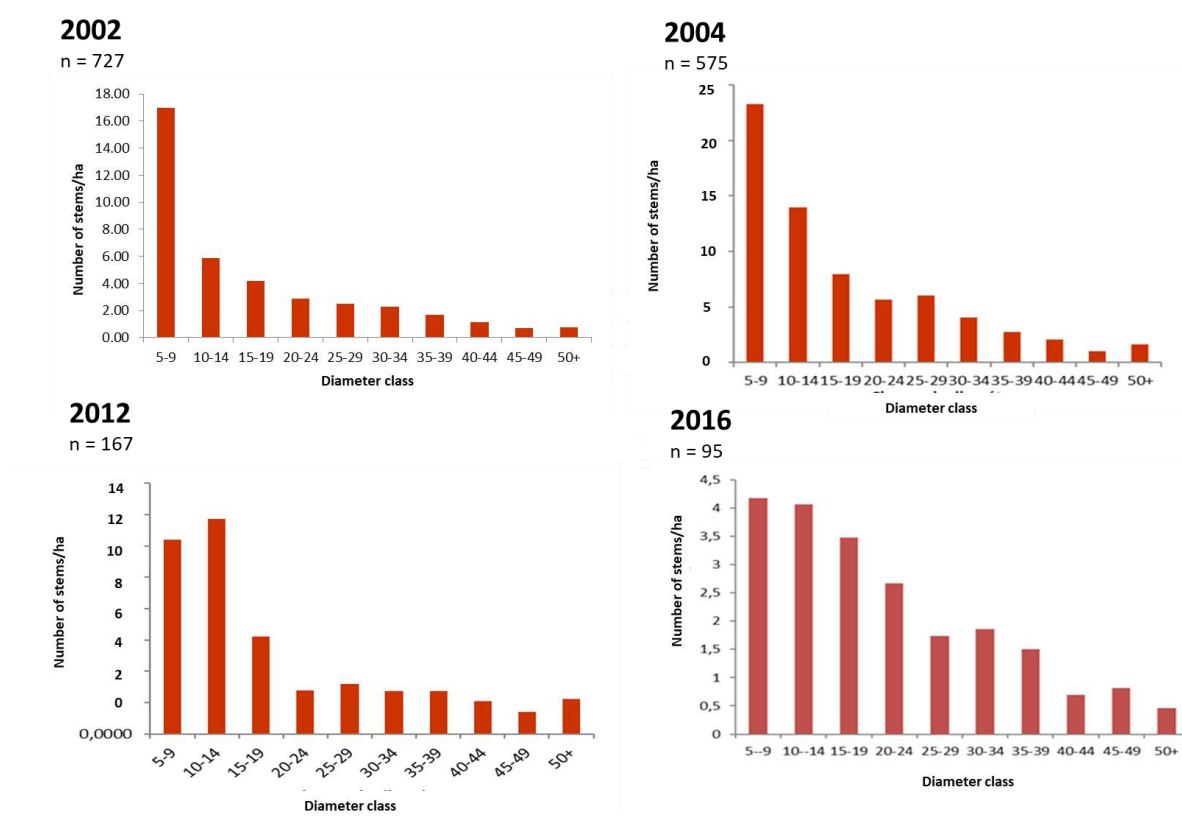 2002
n = 727
18.00
16.00
14.00
12.00
10.00
8.00
6.00
4.00
2.00
0.00
Number of stems/ha
5-9 10-14 15-19 20-24 25-29 30-34 35-39 40-44 45-49 50+
Diameter class
2004
n = 575
25
20
15
10
5
0
Number of stems/ha
5-9 10-14 15-19 20-24 25-29 30-34 35-39 40-44 45-49 50+
Diameter class
2012
n = 167
14
12
10
8
6
4
2
0
0,0000
Number of stems/ha
5-9 10-14 15-19 20-24 25-29 30-34 35-39 40-44 45-49 50+
Diameter class
2016
n = 95
4,5
4
3,5
3
2,5
2
1,5
1
0,5
0
Number of stems/ha
5--9 10--14 15-19 20-24 25-29 30-34 35-39 40-44 45-49 50+
Diameter class